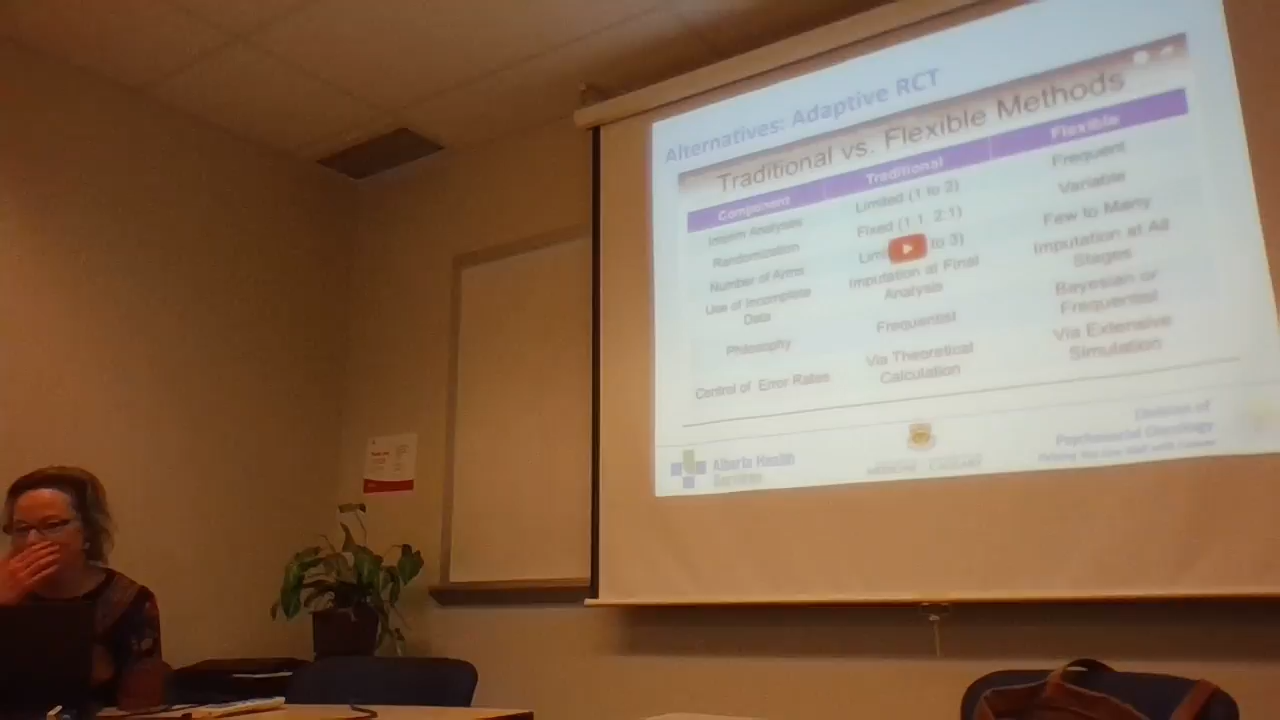 Alternatives: Adaptive RCT
Traditional vs. Flexible Methods
Component Traditional Flexible
Interim Analyses Limited (1 to 2) Frequent
Randomization Fixed (1:1, 2:1) Variable
Number of Arms to 3) Few to Many
Use of Incomplete Data Imputation at Final Analysis Imputation at All Stages
Philosophy Frequentist Bayesian or Frequentist
Control of Error Rates Via Theoretical Calculation Via Extensive Simulation
Alberta Health
Services
Division of
Psychosocial Oncology